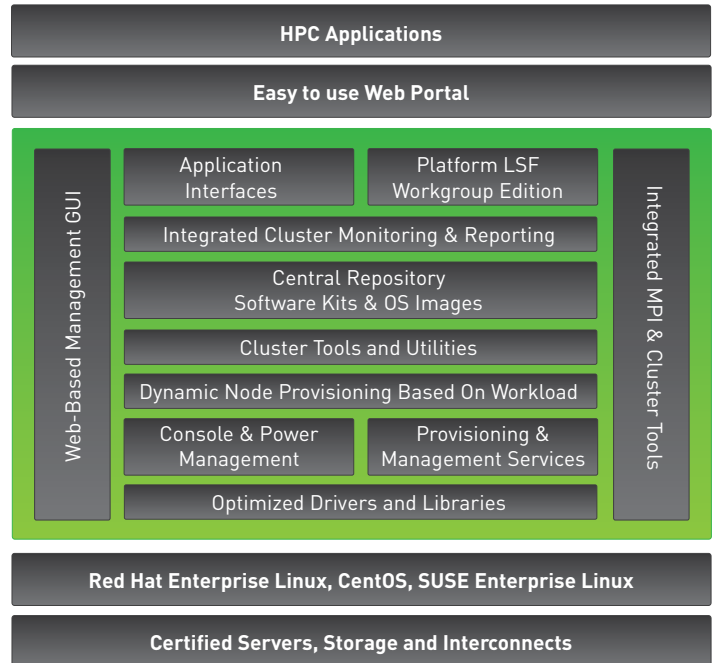 HPC Applications
Easy to use Web Portal
Web-Based Management GUI
Application
Interfaces
Platform LSF
Workgroup Edition
Integrated Cluster Monitoring & Reporting
Central Repository
Software Kits & OS Images
Cluster Tools and Utilities
Dynamic Node Provisioning Based On Workload
Console & Power
Management
Provisioning &
Management Services
Optimized Drivers and Libraries
Integrated MPI & Cluster Tools
Red Hat Enterprise Linux, CentOS, SUSE Enterprise Linux
Certified Servers, Storage and Interconnects